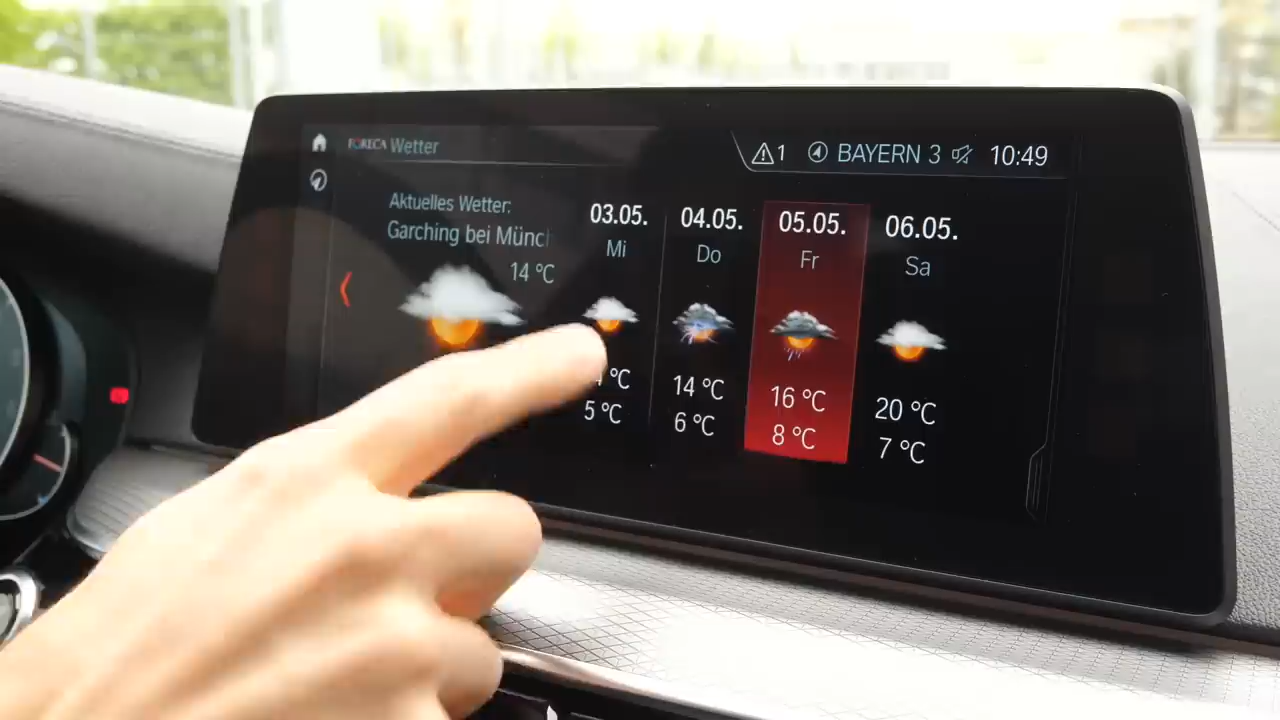 FORECA Wetter
1 BAYERN 3 10:49
Aktuelles Wetter:
Garching bei Münc
14 °C
03.05.
Mi
°C
5 °C
04.05.
Do
14 °C
6 °C
05.05.
Fr
16 °C
8 °C
06.05.
Sa
20 °C
7 °C